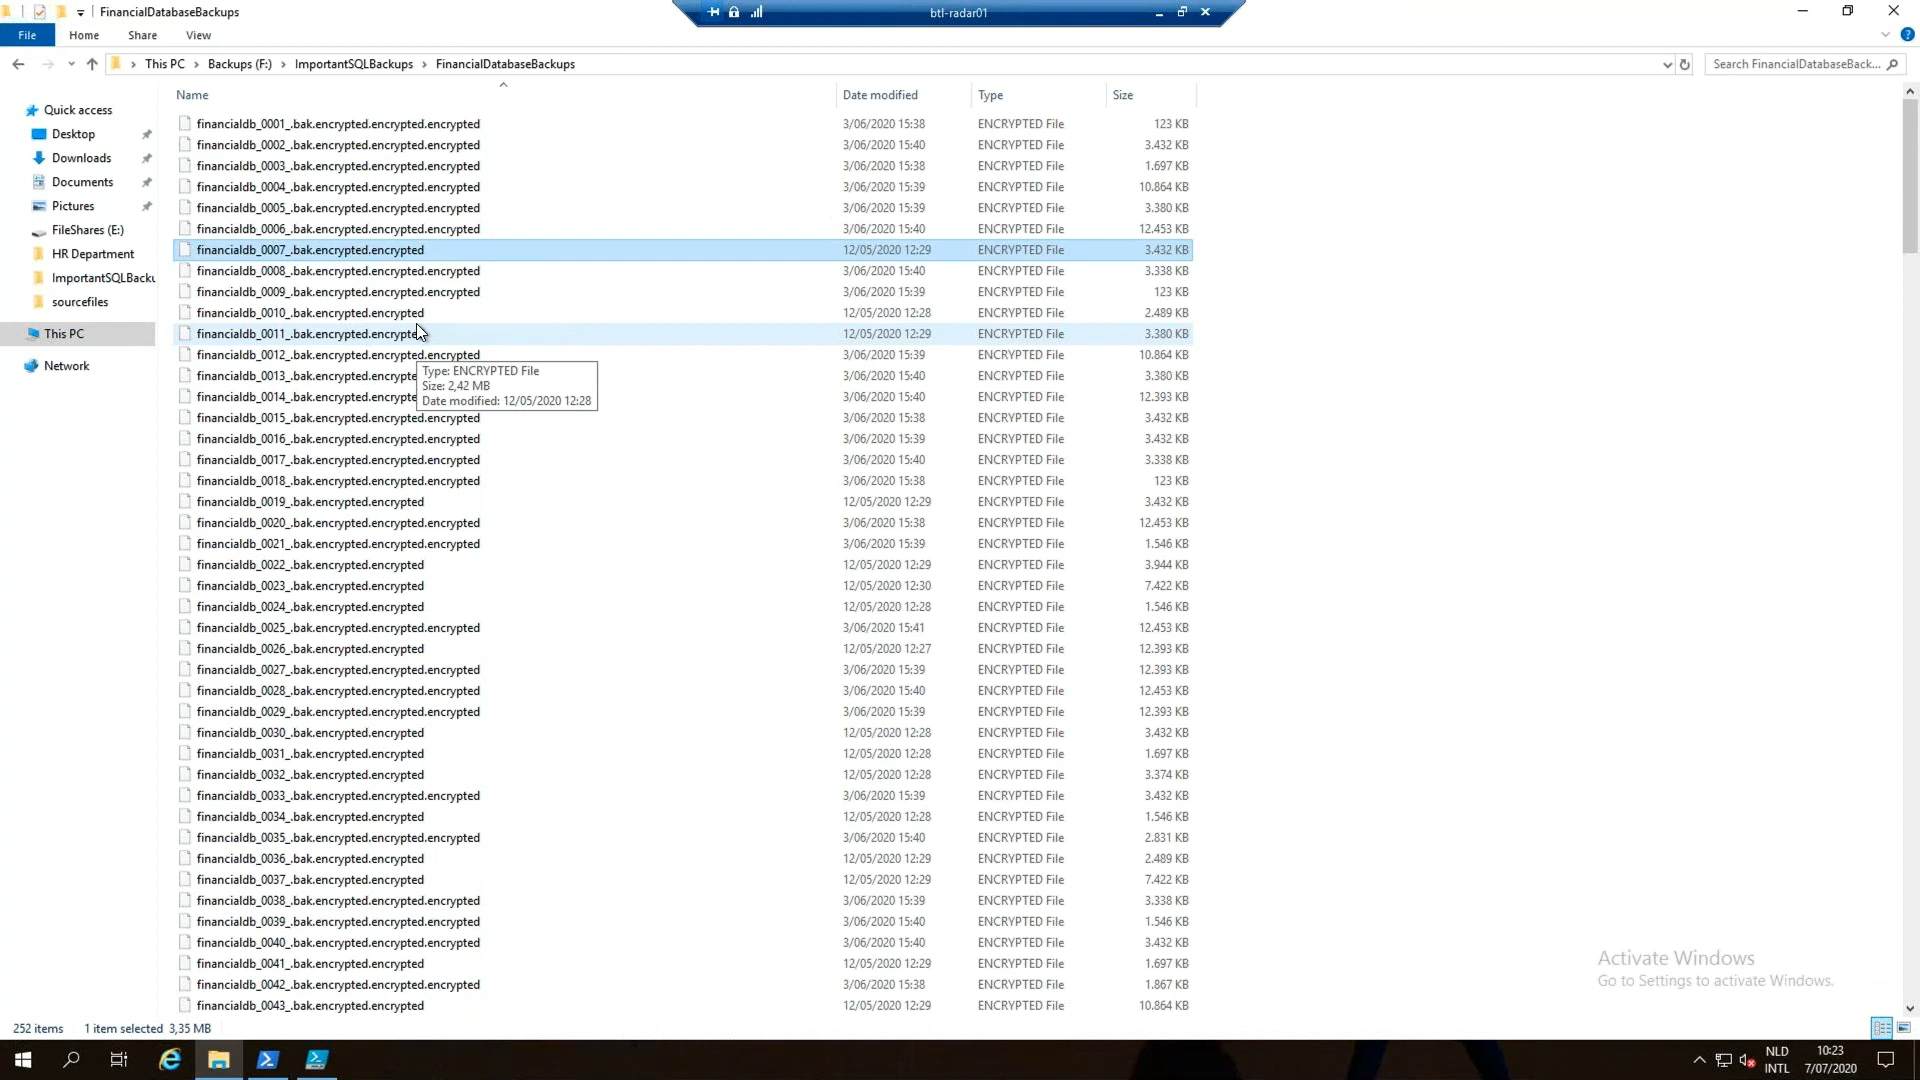 FinancialDatabaseBackups
btl-radar01
File Home Share View
This PC Backups (F:) ImportantSQLBackups FinancialDatabaseBackups
Search FinancialDatabaseBack...
Quick access
Desktop
Downloads
Documents
Pictures
FileShares (E:)
HR Department
ImportantSQLBacku
sourcefiles
This PC
Network
Name Date modified Type Size
financialdb_0001_.bak.encrypted.encrypted.encrypted 3/06/2020 15:38 ENCRYPTED File 123 KB
financialdb_0002_.bak.encrypted.encrypted.encrypted 3/06/2020 15:40 ENCRYPTED File 3.432 KB
financialdb_0003_.bak.encrypted.encrypted.encrypted 3/06/2020 15:38 ENCRYPTED File 1.697 KB
financialdb_0004_.bak.encrypted.encrypted.encrypted 3/06/2020 15:39 ENCRYPTED File 10.864 KB
financialdb_0005_.bak.encrypted.encrypted.encrypted 3/06/2020 15:39 ENCRYPTED File 3.380 KB
financialdb_0006_.bak.encrypted.encrypted.encrypted 3/06/2020 15:40 ENCRYPTED File 12.453 KB
financialdb_0007_.bak.encrypted.encrypted 12/05/2020 12:29 ENCRYPTED File 3.432 KB
financialdb_0008_.bak.encrypted.encrypted.encrypted 3/06/2020 15:40 ENCRYPTED File 3.338 KB
financialdb_0009_.bak.encrypted.encrypted.encrypted 3/06/2020 15:39 ENCRYPTED File 123 KB
financialdb_0010_.bak.encrypted.encrypted 12/05/2020 12:28 ENCRYPTED File 2.489 KB
financialdb_0011_.bak.encrypted.encrypted 12/05/2020 12:29 ENCRYPTED File 3.380 KB
financialdb_0012_.bak.encrypted.encrypted.encrypted 3/06/2020 15:39 ENCRYPTED File 10.864 KB
financialdb_0013_.bak.encrypted.encrypte 3/06/2020 15:40 ENCRYPTED File 3.380 KB
financialdb_0014_.bak.encrypted.encrypte 3/06/2020 15:40 ENCRYPTED File 12.393 KB
Type: ENCRYPTED File
Size: 2,42 MB
Date modified: 12/05/2020 12:28
financialdb_0015_.bak.encrypted.encrypted.encrypted 3/06/2020 15:38 ENCRYPTED File 3.432 KB
financialdb_0016_.bak.encrypted.encrypted.encrypted 3/06/2020 15:39 ENCRYPTED File 3.432 KB
financialdb_0017_.bak.encrypted.encrypted.encrypted 3/06/2020 15:40 ENCRYPTED File 3.338 KB
financialdb_0018_.bak.encrypted.encrypted.encrypted 3/06/2020 15:38 ENCRYPTED File 123 KB
financialdb_0019_.bak.encrypted.encrypted 12/05/2020 12:29 ENCRYPTED File 3.432 KB
financialdb_0020_.bak.encrypted.encrypted.encrypted 3/06/2020 15:38 ENCRYPTED File 12.453 KB
financialdb_0021_.bak.encrypted.encrypted.encrypted 3/06/2020 15:39 ENCRYPTED File 1.546 KB
financialdb_0022_.bak.encrypted.encrypted 12/05/2020 12:29 ENCRYPTED File 3.944 KB
financialdb_0023_.bak.encrypted.encrypted 12/05/2020 12:30 ENCRYPTED File 7.422 KB
financialdb_0024_.bak.encrypted.encrypted 12/05/2020 12:28 ENCRYPTED File 1.546 KB
financialdb_0025_.bak.encrypted.encrypted.encrypted 3/06/2020 15:41 ENCRYPTED File 12.453 KB
financialdb_0026_.bak.encrypted.encrypted 12/05/2020 12:27 ENCRYPTED File 12.393 KB
financialdb_0027_.bak.encrypted.encrypted.encrypted 3/06/2020 15:39 ENCRYPTED File 12.393 KB
financialdb_0028_.bak.encrypted.encrypted.encrypted 3/06/2020 15:40 ENCRYPTED File 12.453 KB
financialdb_0029_.bak.encrypted.encrypted.encrypted 3/06/2020 15:39 ENCRYPTED File 12.393 KB
financialdb_0030_.bak.encrypted.encrypted 12/05/2020 12:28 ENCRYPTED File 3.432 KB
financialdb_0031_.bak.encrypted.encrypted 12/05/2020 12:28 ENCRYPTED File 1.697 KB
financialdb_0032_.bak.encrypted.encrypted 12/05/2020 12:28 ENCRYPTED File 3.374 KB
financialdb_0033_.bak.encrypted.encrypted.encrypted 3/06/2020 15:39 ENCRYPTED File 3.432 KB
financialdb_0034_.bak.encrypted.encrypted 12/05/2020 12:28 ENCRYPTED File 1.546 KB
financialdb_0035_.bak.encrypted.encrypted.encrypted 3/06/2020 15:40 ENCRYPTED File 2.831 KB
financialdb_0036_.bak.encrypted.encrypted 12/05/2020 12:29 ENCRYPTED File 2.489 KB
financialdb_0037_.bak.encrypted.encrypted 12/05/2020 12:29 ENCRYPTED File 7.422 KB
financialdb_0038_.bak.encrypted.encrypted.encrypted 3/06/2020 15:39 ENCRYPTED File 3.338 KB
financialdb_0039_.bak.encrypted.encrypted.encrypted 3/06/2020 15:40 ENCRYPTED File 1.546 KB
financialdb_0040_.bak.encrypted.encrypted.encrypted 3/06/2020 15:40 ENCRYPTED File 3.432 KB
financialdb_0041_.bak.encrypted.encrypted 12/05/2020 12:29 ENCRYPTED File 1.697 KB
financialdb_0042_.bak.encrypted.encrypted.encrypted 3/06/2020 15:38 ENCRYPTED File 1.867 KB
financialdb_0043_.bak.encrypted.encrypted 12/05/2020 12:29 ENCRYPTED File 10.864 KB
Activate Windows
Go to Settings to activate Windows.
252 items 1 item selected 3,35 MB
NLD
INTL
10:23
7/07/2020